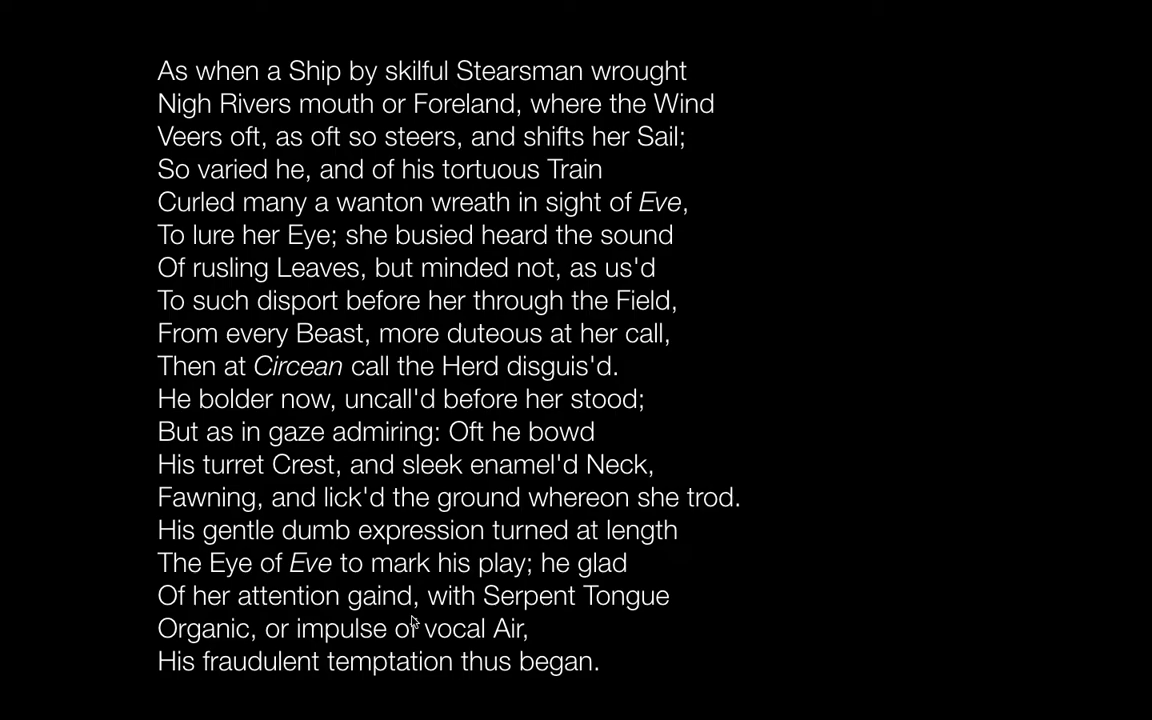 As when a Ship by skilful Stearsman wrought
Nigh Rivers mouth or Foreland, where the Wind
Veers oft, as oft so steers, and shifts her Sail;
So varied he, and of his tortuous Train
Curled many a wanton wreath in sight of Eve,
To lure her Eye; she busied heard the sound
Of rusling Leaves, but minded not, as us'd
To such disport before her through the Field,
From every Beast, more duteous at her call,
Then at Circean call the Herd disguis'd.
He bolder now, uncall'd before her stood;
But as in gaze admiring: Oft he bowd
His turret Crest, and sleek enamel'd Neck,
Fawning, and lick'd the ground whereon she trod.
His gentle dumb expression turned at length
The Eye of Eve to mark his play; he glad
Of her attention gaind, with Serpent Tongue
Organic, or impulse of vocal Air,
His fraudulent temptation thus began.